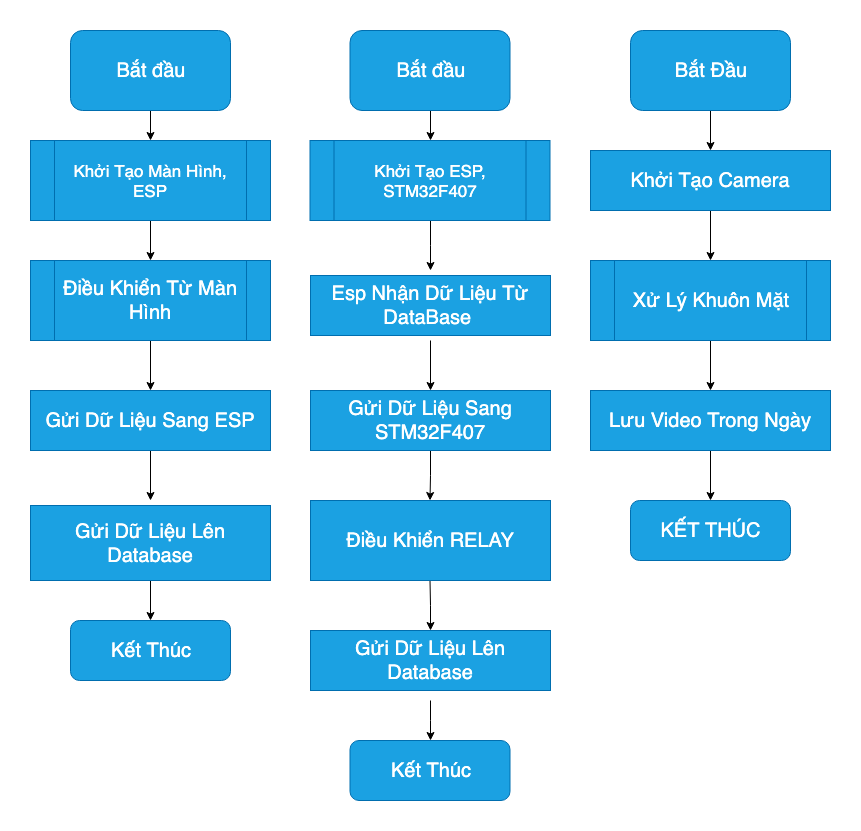 Bắt đầu
Khởi Tạo Màn Hình,
ESP
Điều Khiển Từ Màn
Hình
Gửi Dữ Liệu Sang ESP
Gửi Dữ Liệu Lên
Database
Kết Thúc
Bắt đầu
Khởi Tạo ESP,
STM32F407
Esp Nhận Dữ Liệu Từ
DataBase
Gửi Dữ Liệu Sang
STM32F407
Điều Khiển RELAY
Gửi Dữ Liệu Lên
Database
Kết Thúc
Bắt Đầu
Khởi Tạo Camera
Xử Lý Khuôn Mặt
Lưu Video Trong Ngày
KẾT THÚC